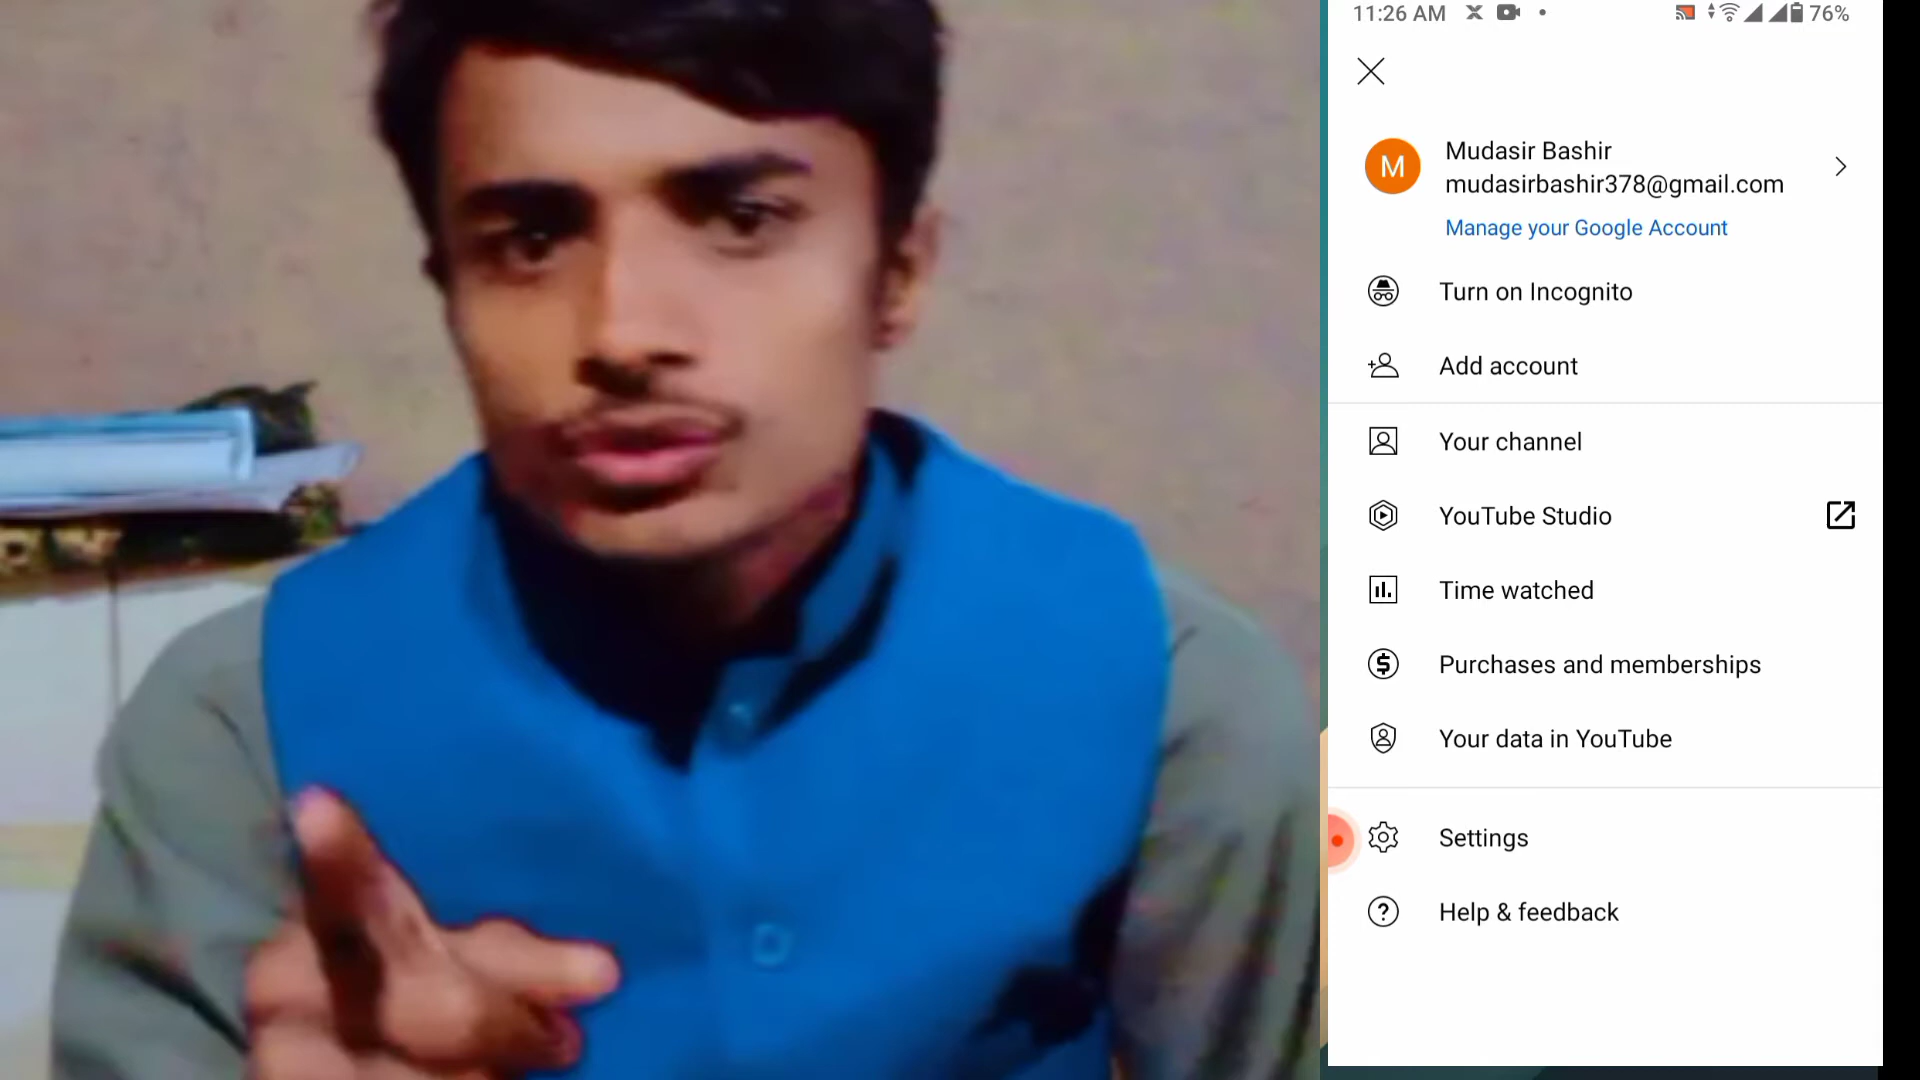 11:26 AM
76%
M
Mudasir Bashir
mudasirbashir378@gmail.com
Manage your Google Account
Turn on Incognito
Add account
Your channel
YouTube Studio
Time watched
Purchases and memberships
Your data in YouTube
Settings
Help & feedback